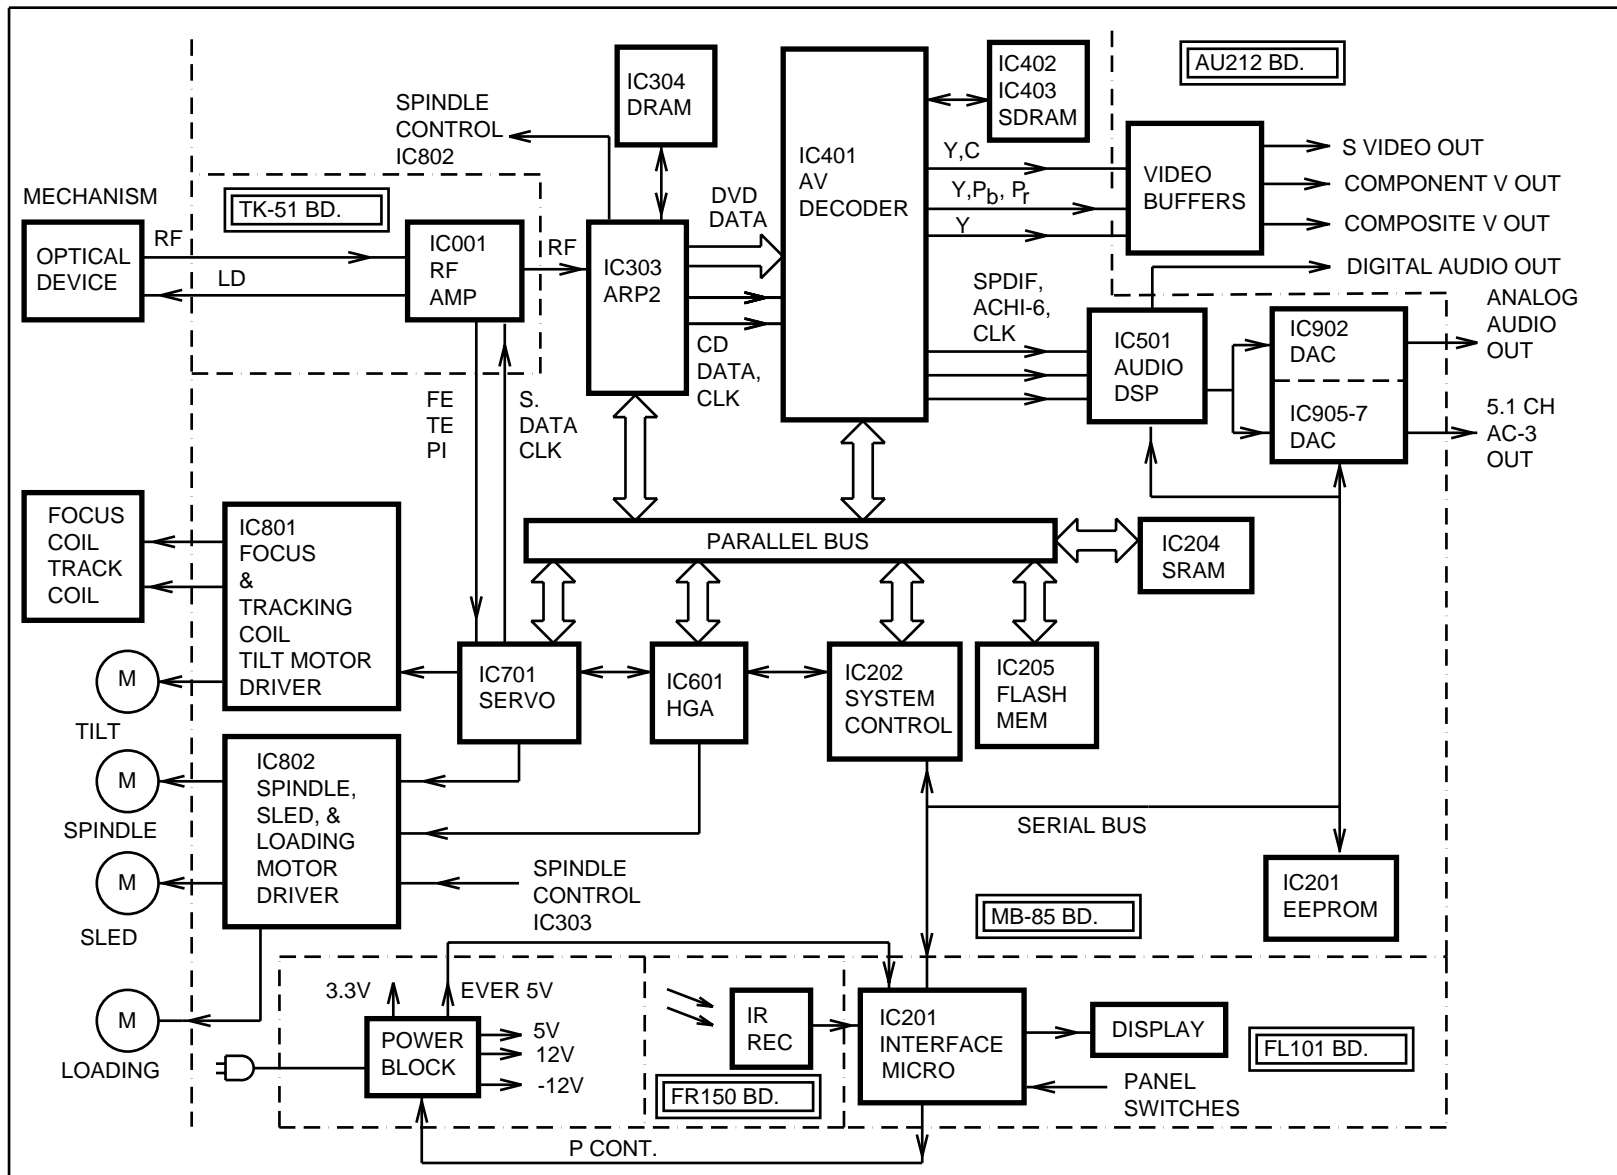 AU212 BD.
IC304
DRAM
IC402
IC403
SDRAM
SPINDLE
CONTROL
IC802
IC401
AV
DECODER
Y,C
Y,Pb, Pr
Y
VIDEO
BUFFERS
S VIDEO OUT
COMPONENT V OUT
COMPOSITE V OUT
DIGITAL AUDIO OUT
MECHANISM
TK-51 BD.
DVD
DATA
OPTICAL
DEVICE
RF
LD
IC001
RF
AMP
RF
IC303
ARP2
CD
DATA,
CLK
SPDIF,
ACHI-6,
CLK
IC501
AUDIO
DSP
IC902
DAC
IC905-7
DAC
ANALOG
AUDIO
OUT
5.1 CH
AC-3
OUT
FE
TE
PI
S.
DATA
CLK
FOCUS
COIL
TRACK
COIL
IC801
FOCUS
&
TRACKING
COIL
TILT MOTOR
DRIVER
PARALLEL BUS
IC204
SRAM
M
TILT
IC701
SERVO
IC601
HGA
IC202
SYSTEM
CONTROL
IC205
FLASH
MEM
M
SPINDLE
IC802
SPINDLE,
SLED, &
LOADING
MOTOR
DRIVER
SERIAL BUS
M
SLED
SPINDLE
CONTROL
IC303
MB-85 BD.
IC201
EEPROM
M
LOADING
3.3V
EVER 5V
POWER
BLOCK
5V
12V
-12V
IR
REC
FR150 BD.
IC201
INTERFACE
MICRO
DISPLAY
FL101 BD.
PANEL
SWITCHES
P CONT.